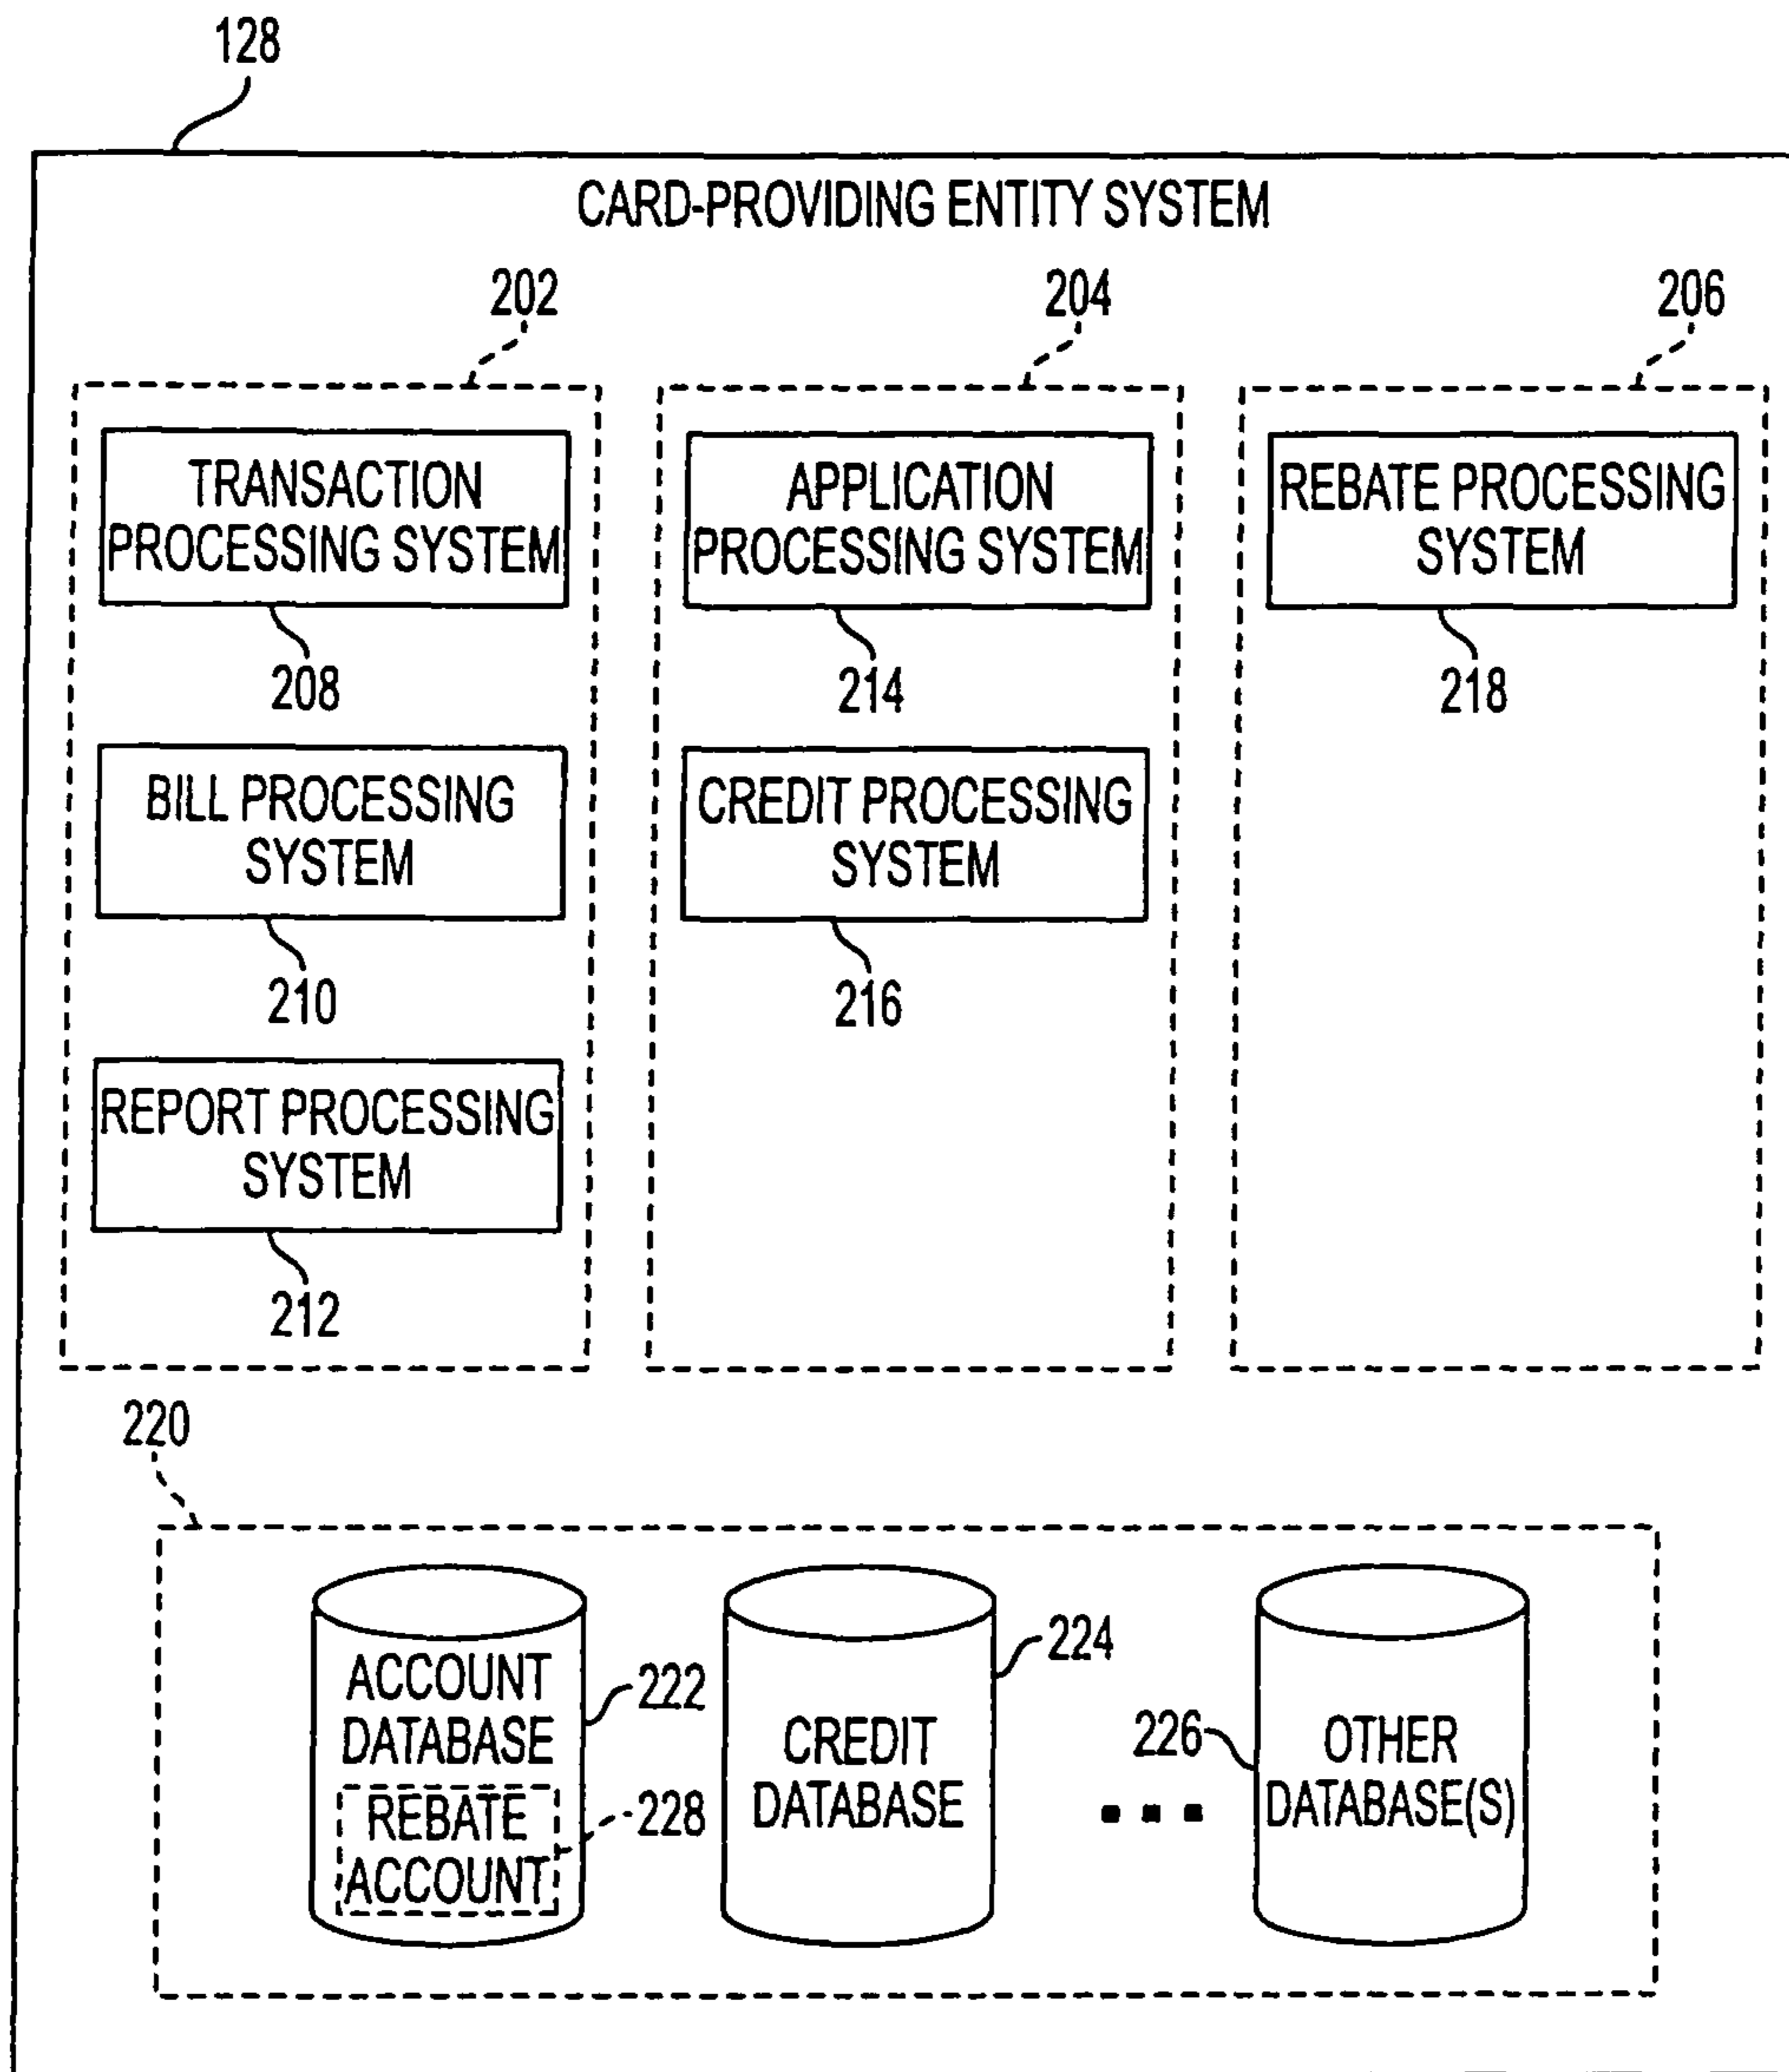 128
CARD-PROVIDING ENTITY SYSTEM
202
204
206
TRANSACTION
PROCESSING SYSTEM
208
BILL PROCESSING
SYSTEM
210
REPORT PROCESSING
SYSTEM
212
APPLICATION
PROCESSING SYSTEM
214
CREDIT PROCESSING
SYSTEM
216
REBATE PROCESSING
SYSTEM
218
220
ACCOUNT
DATABASE
222
REBATE
ACCOUNT
228
CREDIT
DATABASE
224
226
OTHER
DATABASE(S)